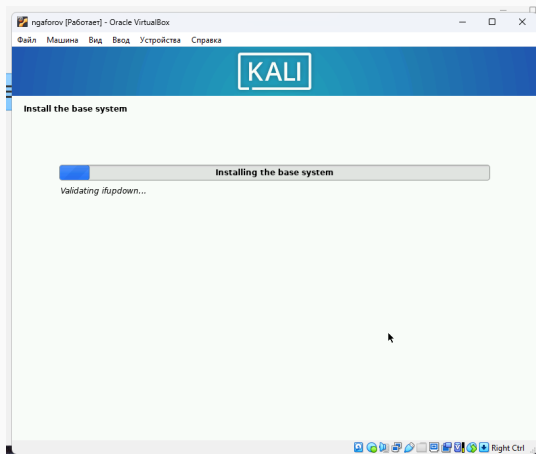 ngaforov [Работает] - Oracle VirtualBox
Файл Машина Вид Ввод Устройства Справка
KALI
Install the base system
Installing the base system
Validating ifupdown...
Right Ctrl